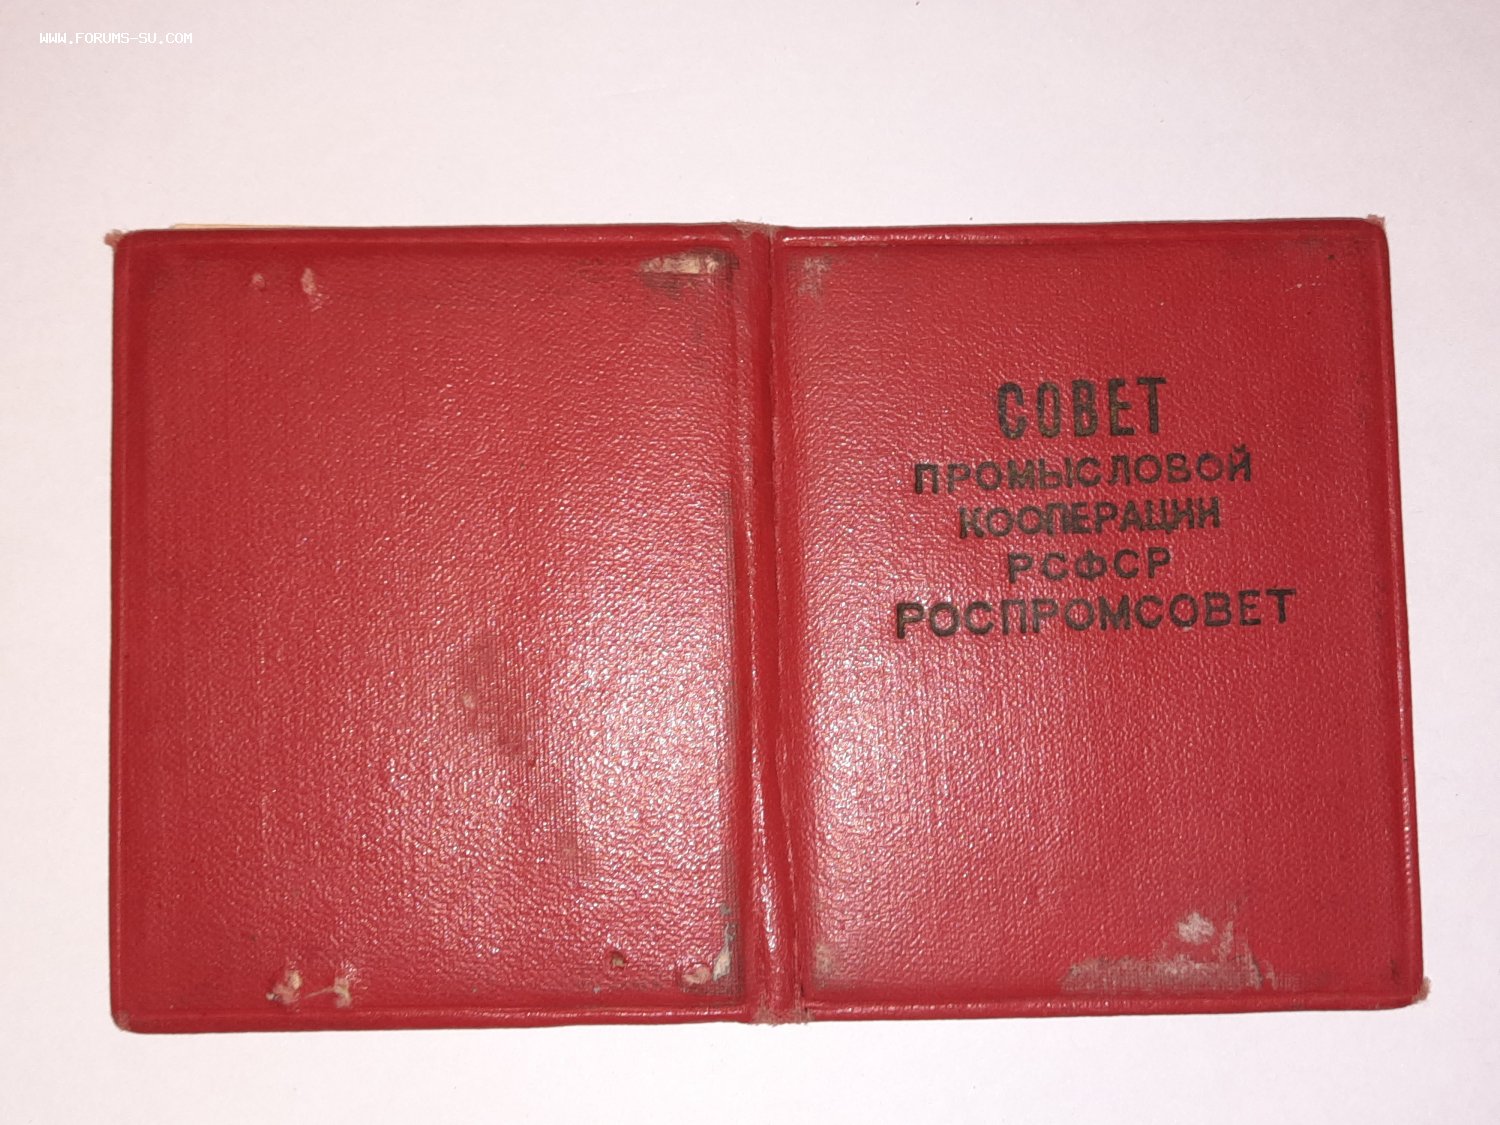 WWW.FORUMS-SU.COM
СОВЕТ
ПРОМЫСЛОВОЙ
КООПЕРАЦИИ
РСФСР
РОСПРОМСОВЕТ